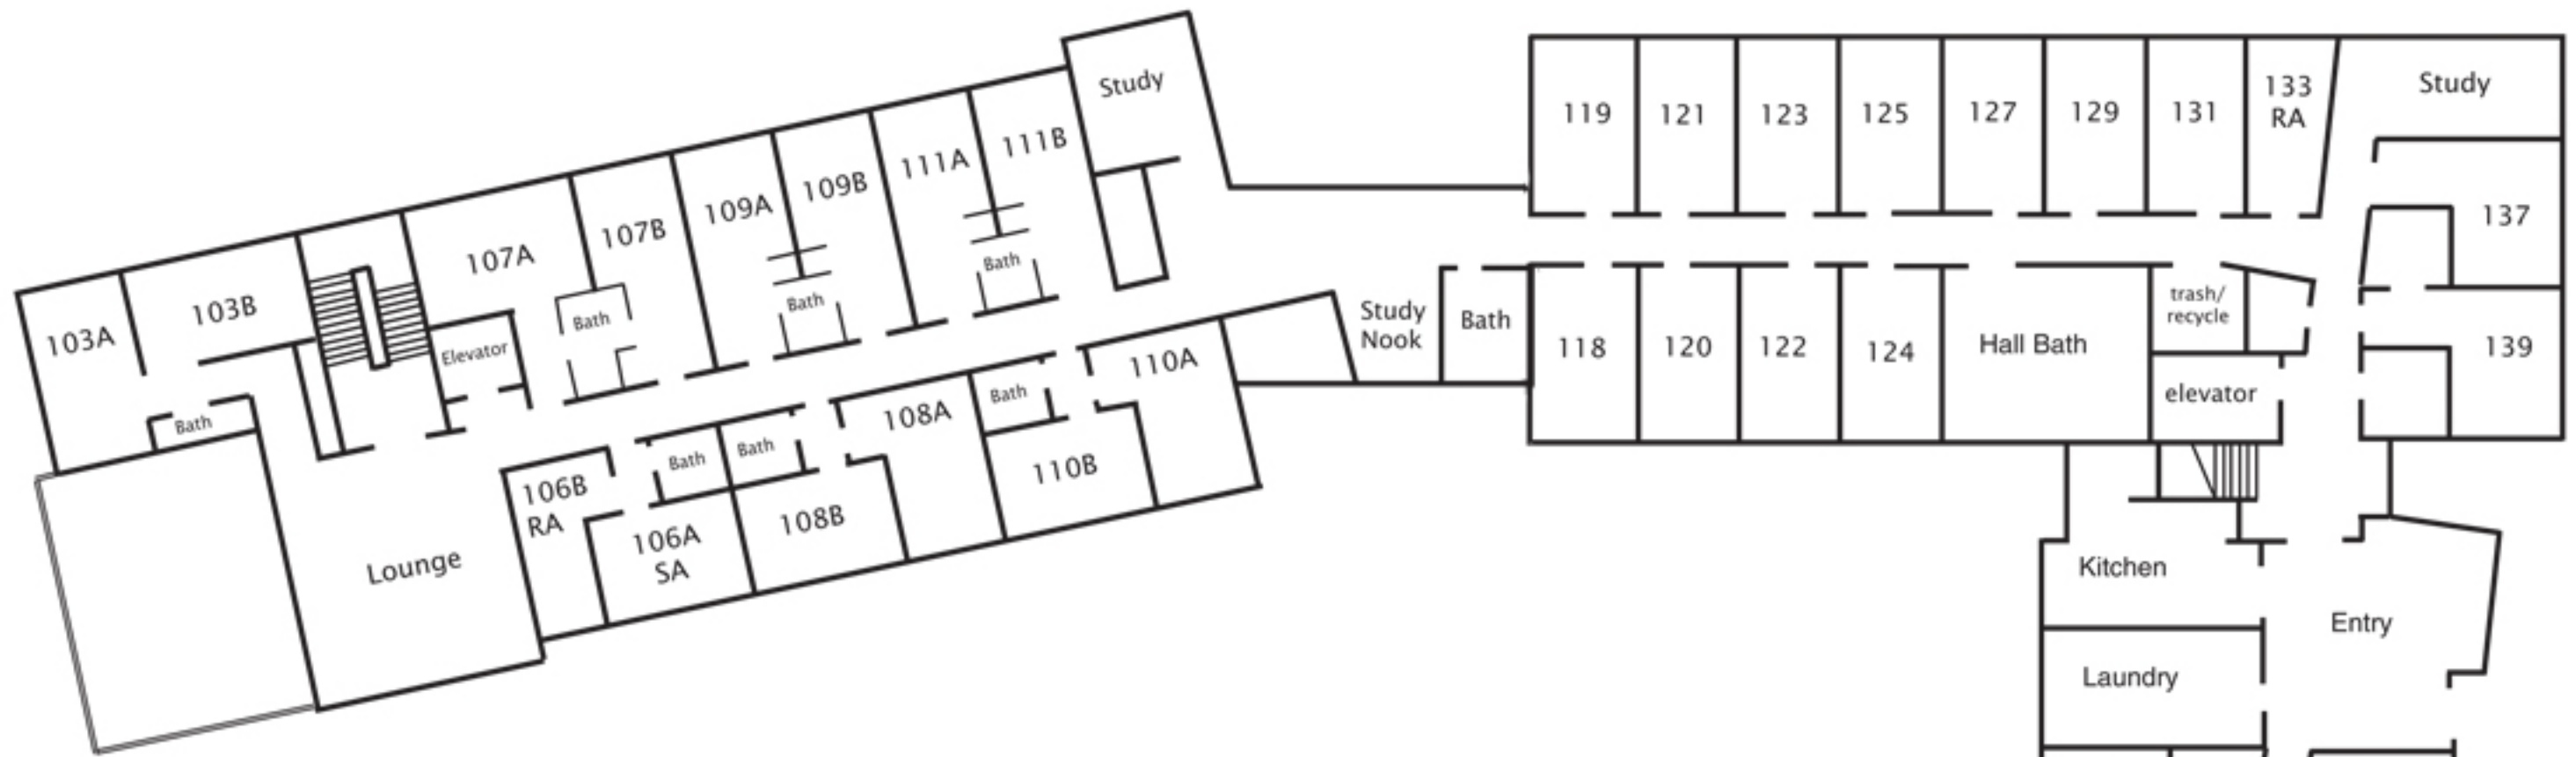 Study
119
121
123
125
127
129
131
133
RA
Study
111B
111A
109B
109A
107B
107A
103B
103A
137
Bath
Bath
Bath
Elevator
Bath
Study
Nook
Bath
118
120
122
124
Hall Bath
trash/
recycle
elevator
139
110A
Bath
110B
108A
Bath
Bath
108B
106B
RA
106A
SA
Lounge
Kitchen
Entry
Laundry